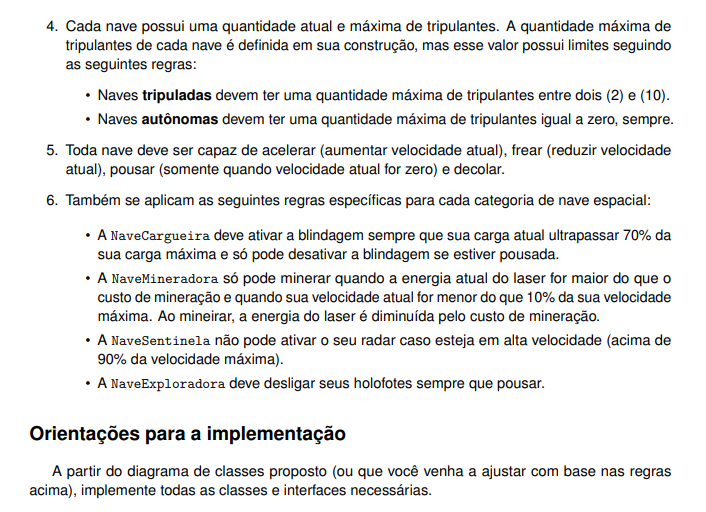 4. Cada nave possui uma quantidade atual e máxima de tripulantes. A quantidade máxima de
tripulantes de cada nave é definida em sua construção, mas esse valor possui limites seguindo
as seguintes regras:
• Naves tripuladas devem ter uma quantidade máxima de tripulantes entre dois (2) e (10).
• Naves autônomas devem ter uma quantidade máxima de tripulantes igual a zero, sempre.
5. Toda nave deve ser capaz de acelerar (aumentar velocidade atual), frear (reduzir velocidade
atual), pousar (somente quando velocidade atual for zero) e decolar.
6. Também se aplicam as seguintes regras específicas para cada categoria de nave espacial:
• A NaveCargueira deve ativar a blindagem sempre que sua carga atual ultrapassar 70% da
sua carga máxima e só pode desativar a blindagem se estiver pousada.
• A NaveMineradora só pode minerar quando a energia atual do laser for maior do que o
custo de mineração e quando sua velocidade atual for menor do que 10% da sua velocidade
máxima. Ao mineirar, a energia do laser é diminuída pelo custo de mineração.
• A NaveSentinela não pode ativar o seu radar caso esteja em alta velocidade (acima de
90% da velocidade máxima).
• A NaveExploradora deve desligar seus holofotes sempre que pousar.
Orientações para a implementação
A partir do diagrama de classes proposto (ou que você venha a ajustar com base nas regras
acima), implemente todas as classes e interfaces necessárias.